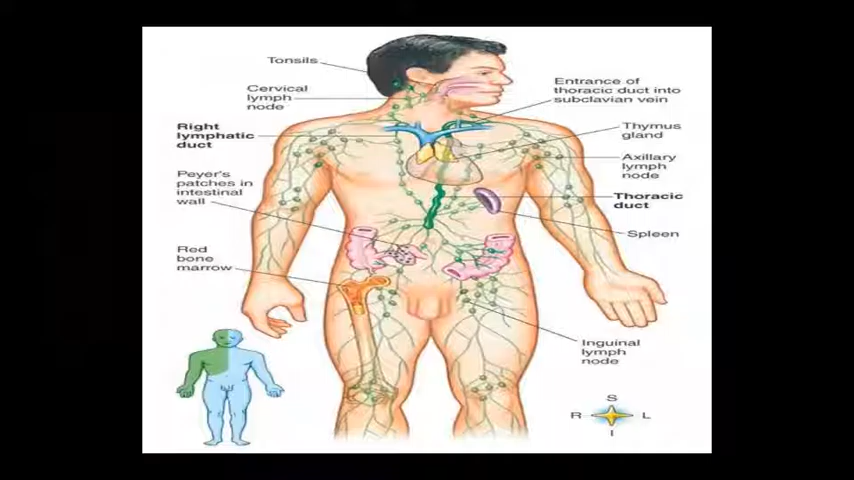 Tonsils
Cervical
lymph
node
Right
lymphatic
duct
Peyer's
patches in
intestinal
wall
Red
bone
marrow
Entrance of
thoracic duct into
subclavian vein
Thymus
gland
Axillary
lymph
node
Thoracic
duct
Spleen
Inguinal
lymph
node
S
R L
I